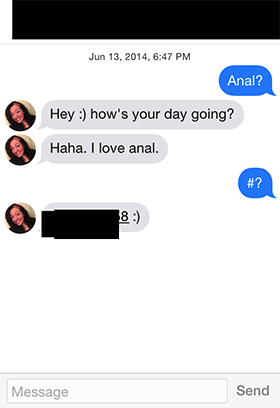 Jun 13, 2014, 6:47 PM
Anal?
Hey :) how's your day going?
Haha. I love anal.
#?
8 :)
Message
Send